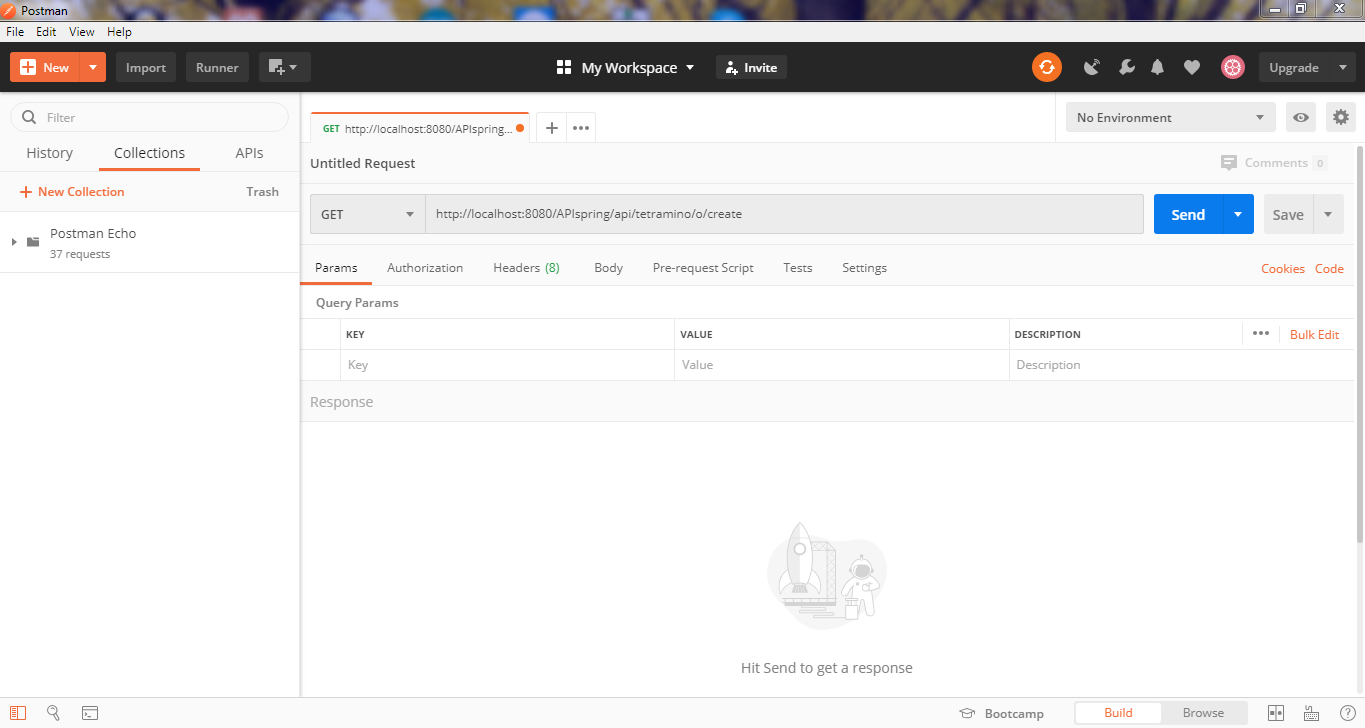 Postman
File Edit View Help
New Import Runner My Workspace Invite Upgrade
Filter
History Collections APIs
New Collection Trash
Postman Echo
37 requests
GET http://localhost:8080/APIspring... No Environment
Untitled Request Comments 0
GET http://localhost:8080/APIspring/api/tetramino/o/create Send Save
Params Authorization Headers (8) Body Pre-request Script Tests Settings Cookies Code
Query Params
KEY VALUE DESCRIPTION Bulk Edit
Key Value Description
Response
Hit Send to get a response
Bootcamp Build Browse